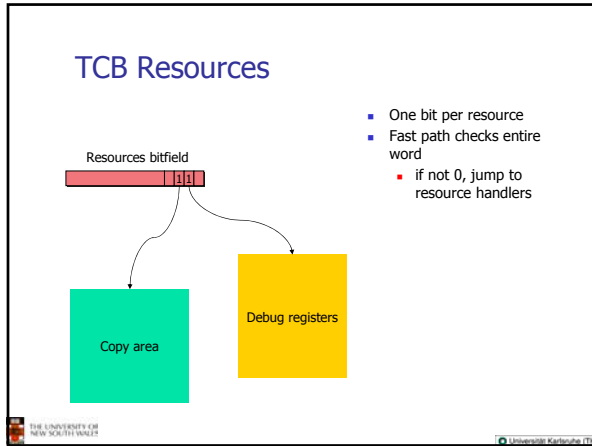 TCB Resources
Resources bitfield
1 1
Copy area
Debug registers
One bit per resource
Fast path checks entire
word
if not 0, jump to
resource handlers
THE UNIVERSITY OF
NEW SOUTH WALES
Universität Karlsruhe (TH